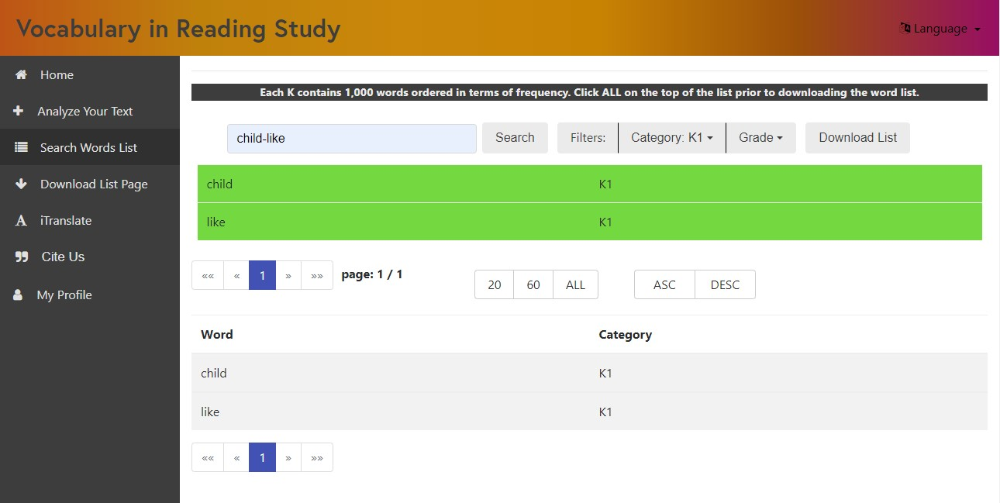 Vocabulary in Reading Study
Language
Home
Analyze Your Text
Search Words List
Download List Page
iTranslate
Cite Us
My Profile
Each K contains 1,000 words ordered in terms of frequency. Click ALL on the top of the list prior to downloading the word list.
child-like Search Filters: Category: K1 Grade Download List
child K1
like K1
«« « 1 » »» page: 1 / 1 20 60 ALL ASC DESC
Word Category
child K1
like K1
«« « 1 » »»